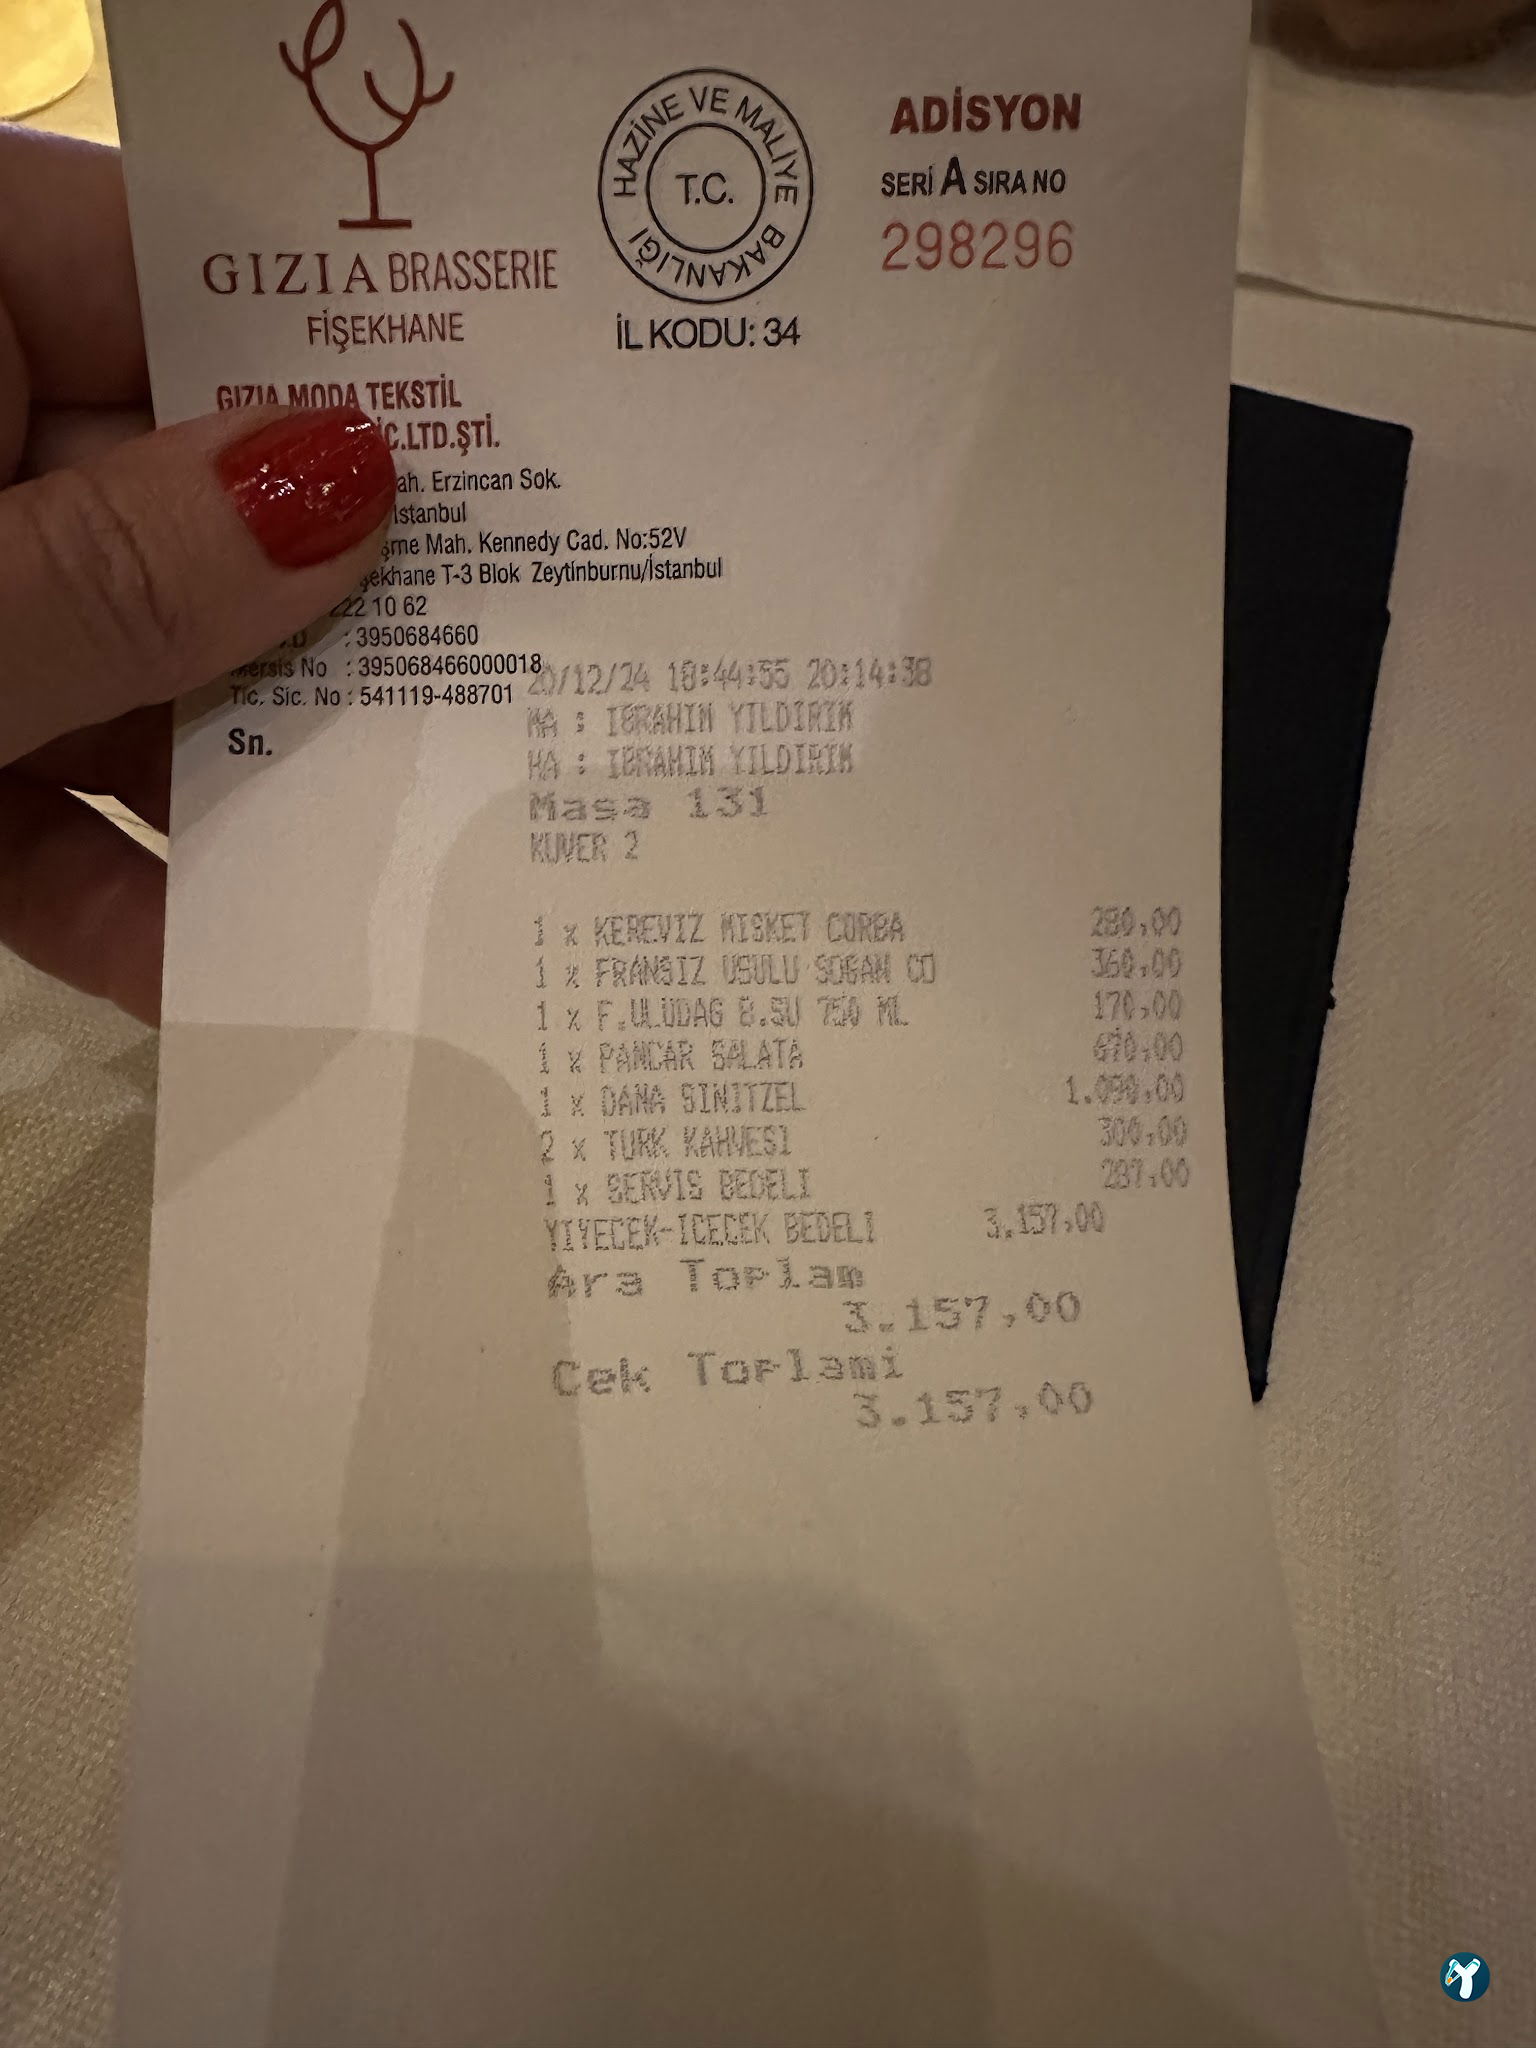 GIZIA BRASSERIE
FİŞEKHANE
HAZİNE VE MALİYE BAKANLIĞI
T.C.
İL KODU: 34
ADİSYON
SERİ A SIRA NO
298296
GIZIA MODA TEKSTİL
İC.LTD.ŞTİ.
ah. Erzincan Sok.
İstanbul
şme Mah. Kennedy Cad. No:52V
şekhane T-3 Blok Zeytinburnu/İstanbul
222 10 62
.D : 3950684660
Mersis No : 395068466000018
Tic. Sic. No : 541119-488701
Sn.
20/12/24 18:44:55 20:14:38
MA : IBRAHIM YILDIRIM
HA : IBRAHIM YILDIRIM
Masa 131
KUVER 2
1 x KEREVIZ MISKET CORBA 280,00
1 x FRANSIZ USULU SOGAN CO 360,00
1 x F.ULUDAG B.SU 750 ML 170,00
1 x PANCAR SALATA 670,00
1 x DANA SINITZEL 1.090,00
2 x TURK KAHVESI 300,00
1 x SERVIS BEDELI 287,00
YIYECEK-ICECEK BEDELI 3.157,00
Ara Toplam
3.157,00
Cek Toplami
3.157,00